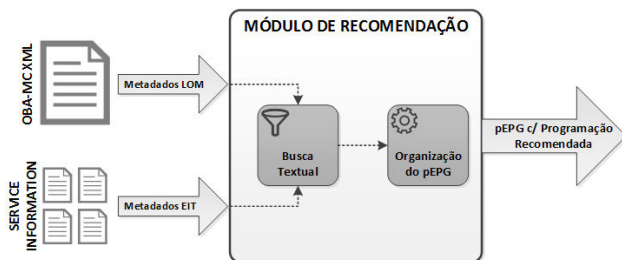 MÓDULO DE RECOMENDAÇÃO
OBA-MC XML
Metadados LOM
Busca
Textual
Organização
do pEPG
pEPG c/ Programação
Recomendada
SERVICE
INFORMATION
Metadados EIT